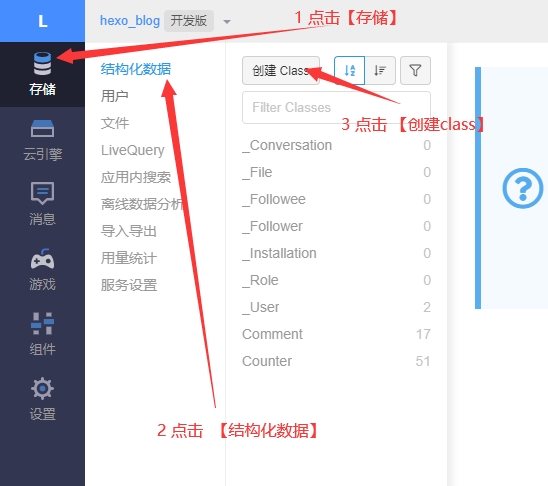 L
hexo_blog 开发版
1 点击【存储】
存储
云引擎
消息
游戏
组件
设置
结构化数据
用户
文件
LiveQuery
应用内搜索
离线数据分析
导入导出
用量统计
服务设置
创建 Class
Filter Classes
3 点击 【创建class】
_Conversation 0
_File 0
_Followee 0
_Follower 0
_Installation 0
_Role 0
_User 2
Comment 17
Counter 51
2 点击 【结构化数据】